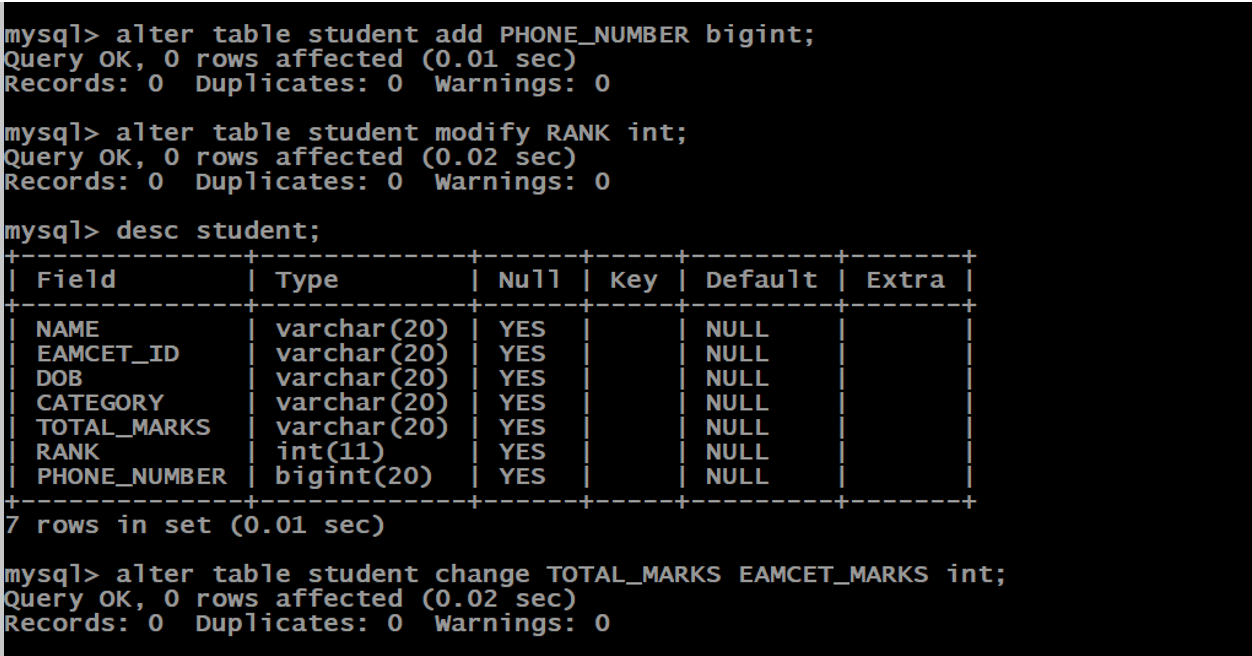 mysql> alter table student add PHONE_NUMBER bigint;
Query OK, 0 rows affected (0.01 sec)
Records: 0  Duplicates: 0  Warnings: 0
mysql> alter table student modify RANK int;
Query OK, 0 rows affected (0.02 sec)
Records: 0  Duplicates: 0  Warnings: 0
mysql> desc student;
+--------------+-------------+------+-----+---------+-------+
| Field        | Type        | Null | Key | Default | Extra |
+--------------+-------------+------+-----+---------+-------+
| NAME         | varchar(20) | YES  |     | NULL    |       |
| EAMCET_ID    | varchar(20) | YES  |     | NULL    |       |
| DOB          | varchar(20) | YES  |     | NULL    |       |
| CATEGORY     | varchar(20) | YES  |     | NULL    |       |
| TOTAL_MARKS  | varchar(20) | YES  |     | NULL    |       |
| RANK         | int(11)     | YES  |     | NULL    |       |
| PHONE_NUMBER | bigint(20)  | YES  |     | NULL    |       |
+--------------+-------------+------+-----+---------+-------+
7 rows in set (0.01 sec)
mysql> alter table student change TOTAL_MARKS EAMCET_MARKS int;
Query OK, 0 rows affected (0.02 sec)
Records: 0  Duplicates: 0  Warnings: 0